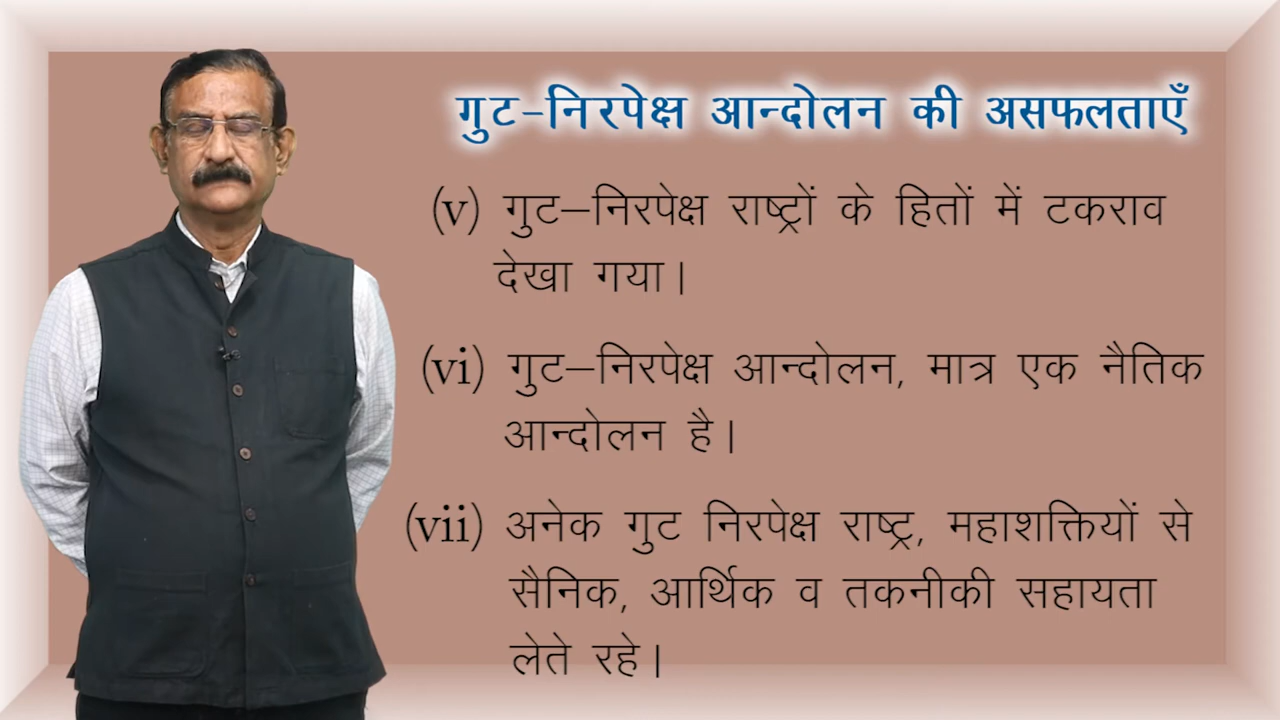 गुट-निरपेक्ष आन्दोलन की असफलताएँ
(v) गुट–निरपेक्ष राष्ट्रों के हितों में टकराव
देखा गया।
(vi) गुट–निरपेक्ष आन्दोलन, मात्र एक नैतिक
आन्दोलन है।
(vii) अनेक गुट निरपेक्ष राष्ट्र, महाशक्तियों से
सैनिक, आर्थिक व तकनीकी सहायता
लेते रहे।